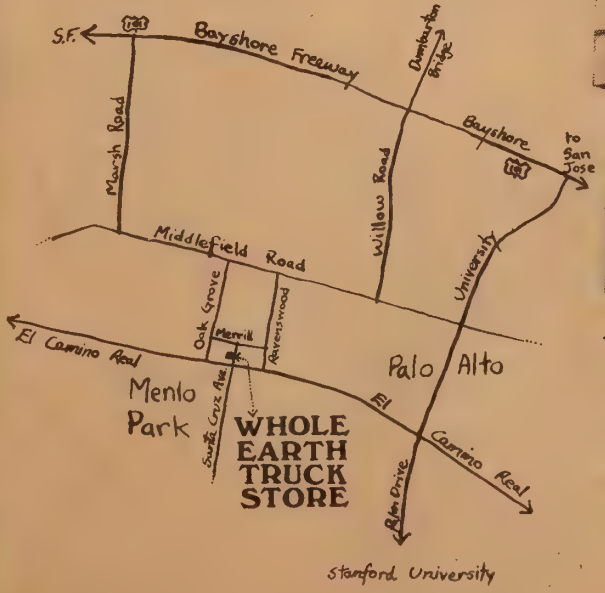 101
S.F.
Bayshore Freeway
Dumbarton
Bridge
Bayshore
101
to
San
Jose
Marsh Road
Willow Road
University
Middlefield Road
Oak Grove
Merrill
Ravenswood
El Camino Real
Santa Cruz Ave.
Menlo
Park
Palo Alto
El Camino Real
WHOLE
EARTH
TRUCK
STORE
Palm Drive
Stanford University